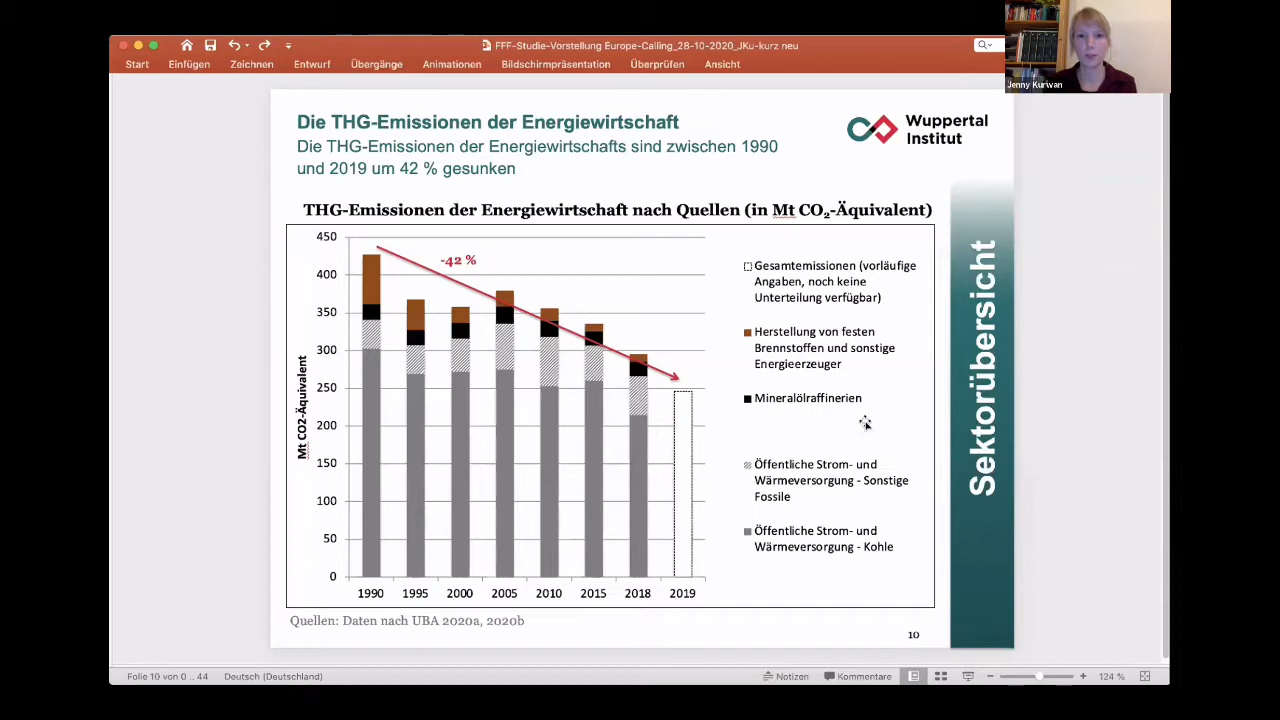 FFF-Studie-Vorstellung Europe-Calling_28-10-2020_JKu-kurz neu
Start Einfügen Zeichnen Entwurf Übergänge Animationen Bildschirmpräsentation Überprüfen Ansicht
Jenny Kurwan
Die THG-Emissionen der Energiewirtschaft
Die THG-Emissionen der Energiewirtschafts sind zwischen 1990
und 2019 um 42 % gesunken
Wuppertal
Institut
THG-Emissionen der Energiewirtschaft nach Quellen (in Mt CO₂-Äquivalent)
450
400
350
300
250
200
150
100
50
0
Mt CO2-Äquivalent
-42 %
1990 1995 2000 2005 2010 2015 2018 2019
Gesamtemissionen (vorläufige
Angaben, noch keine
Unterteilung verfügbar)
Herstellung von festen
Brennstoffen und sonstige
Energieerzeuger
Mineralölraffinerien
Öffentliche Strom- und
Wärmeversorgung - Sonstige
Fossile
Öffentliche Strom- und
Wärmeversorgung - Kohle
Sektorübersicht
Quellen: Daten nach UBA 2020a, 2020b
10
Folie 10 von 0 .. 44 Deutsch (Deutschland) Notizen Kommentare 124 %